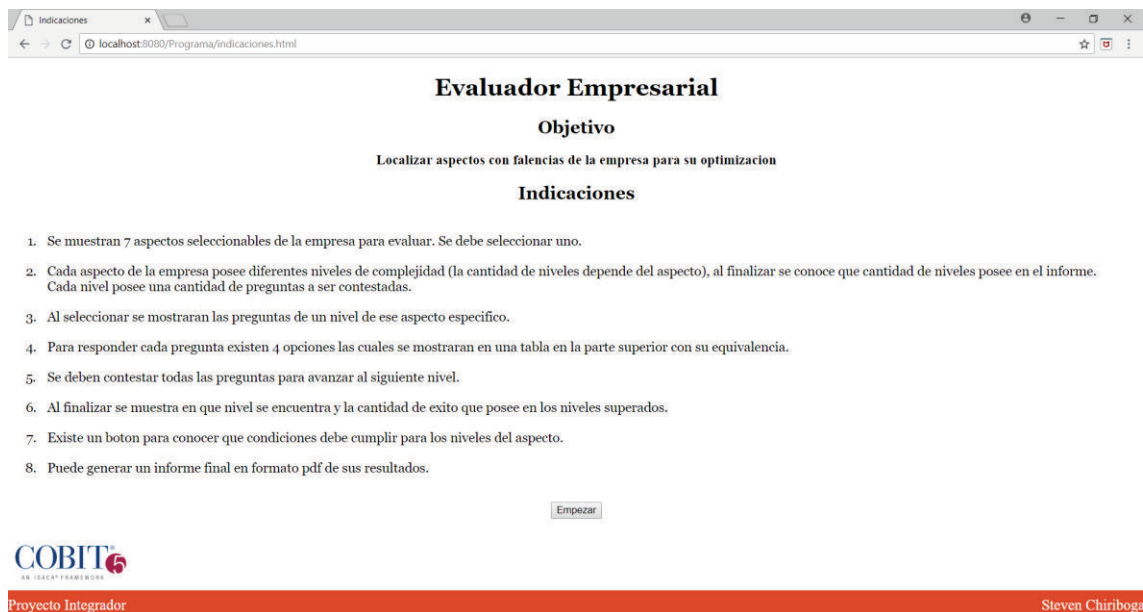 Indicaciones
localhost:8080/Programa/indicaciones.html
Evaluador Empresarial
Objetivo
Localizar aspectos con falencias de la empresa para su optimizacion
Indicaciones
1. Se muestran 7 aspectos seleccionables de la empresa para evaluar. Se debe seleccionar uno.
2. Cada aspecto de la empresa posee diferentes niveles de complejidad (la cantidad de niveles depende del aspecto), al finalizar se conoce que cantidad de niveles posee en el informe.
Cada nivel posee una cantidad de preguntas a ser contestadas.
3. Al seleccionar se mostraran las preguntas de un nivel de ese aspecto especifico.
4. Para responder cada pregunta existen 4 opciones las cuales se mostraran en una tabla en la parte superior con su equivalencia.
5. Se deben contestar todas las preguntas para avanzar al siguiente nivel.
6. Al finalizar se muestra en que nivel se encuentra y la cantidad de exito que posee en los niveles superados.
7. Existe un boton para conocer que condiciones debe cumplir para los niveles del aspecto.
8. Puede generar un informe final en formato pdf de sus resultados.
Empezar
COBIT® 5
AN ISACA® FRAMEWORK
Proyecto Integrador Steven Chiriboga